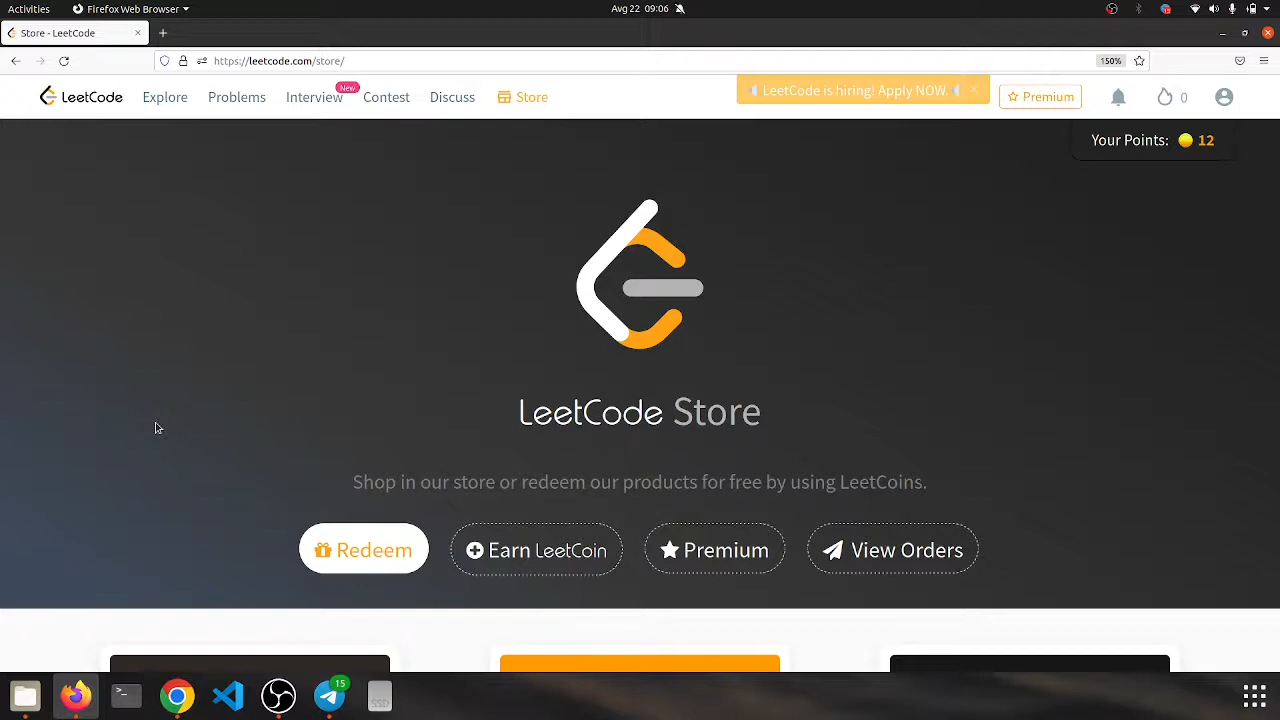 Activities Firefox Web Browser Aug 22 09:06
Store - LeetCode
https://leetcode.com/store/ 150%
LeetCode Explore Problems Interview New Contest Discuss Store LeetCode is hiring! Apply NOW. Premium 0
Your Points: 12
LeetCode Store
Shop in our store or redeem our products for free by using LeetCoins.
Redeem Earn LeetCoin Premium View Orders
15
SSD